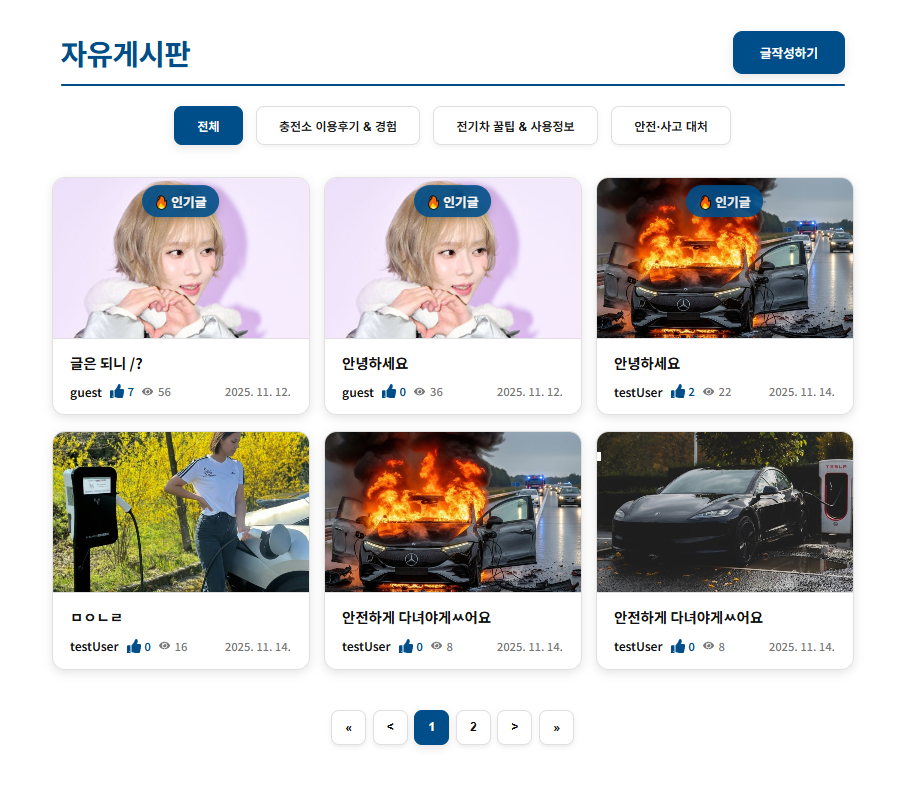 자유게시판
글작성하기
전체
충전소 이용후기 & 경험
전기차 꿀팁 & 사용정보
안전·사고 대처
🔥 인기글
🔥 인기글
🔥 인기글
글은 되니 /?
안녕하세요
안녕하세요
guest 7 56 2025. 11. 12.
guest 0 36 2025. 11. 12.
testUser 2 22 2025. 11. 14.
TESLA
ㅁㅇㄴㄹ
안전하게 다녀야게ㅆ어요
안전하게 다녀야게ㅆ어요
testUser 0 16 2025. 11. 14.
testUser 0 8 2025. 11. 14.
testUser 0 8 2025. 11. 14.
« < 1 2 > »